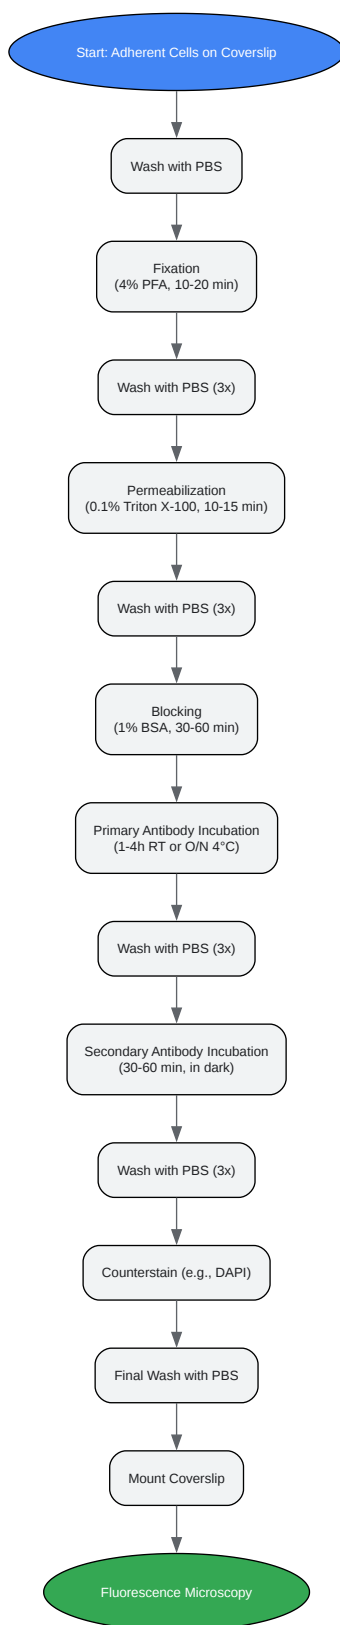 Start: Adherent Cells on Coverslip
Wash with PBS
Fixation
(4% PFA, 10-20 min)
Wash with PBS (3x)
Permeabilization
(0.1% Triton X-100, 10-15 min)
Wash with PBS (3x)
Blocking
(1% BSA, 30-60 min)
Primary Antibody Incubation
(1-4h RT or O/N 4°C)
Wash with PBS (3x)
Secondary Antibody Incubation
(30-60 min, in dark)
Wash with PBS (3x)
Counterstain (e.g., DAPI)
Final Wash with PBS
Mount Coverslip
Fluorescence Microscopy